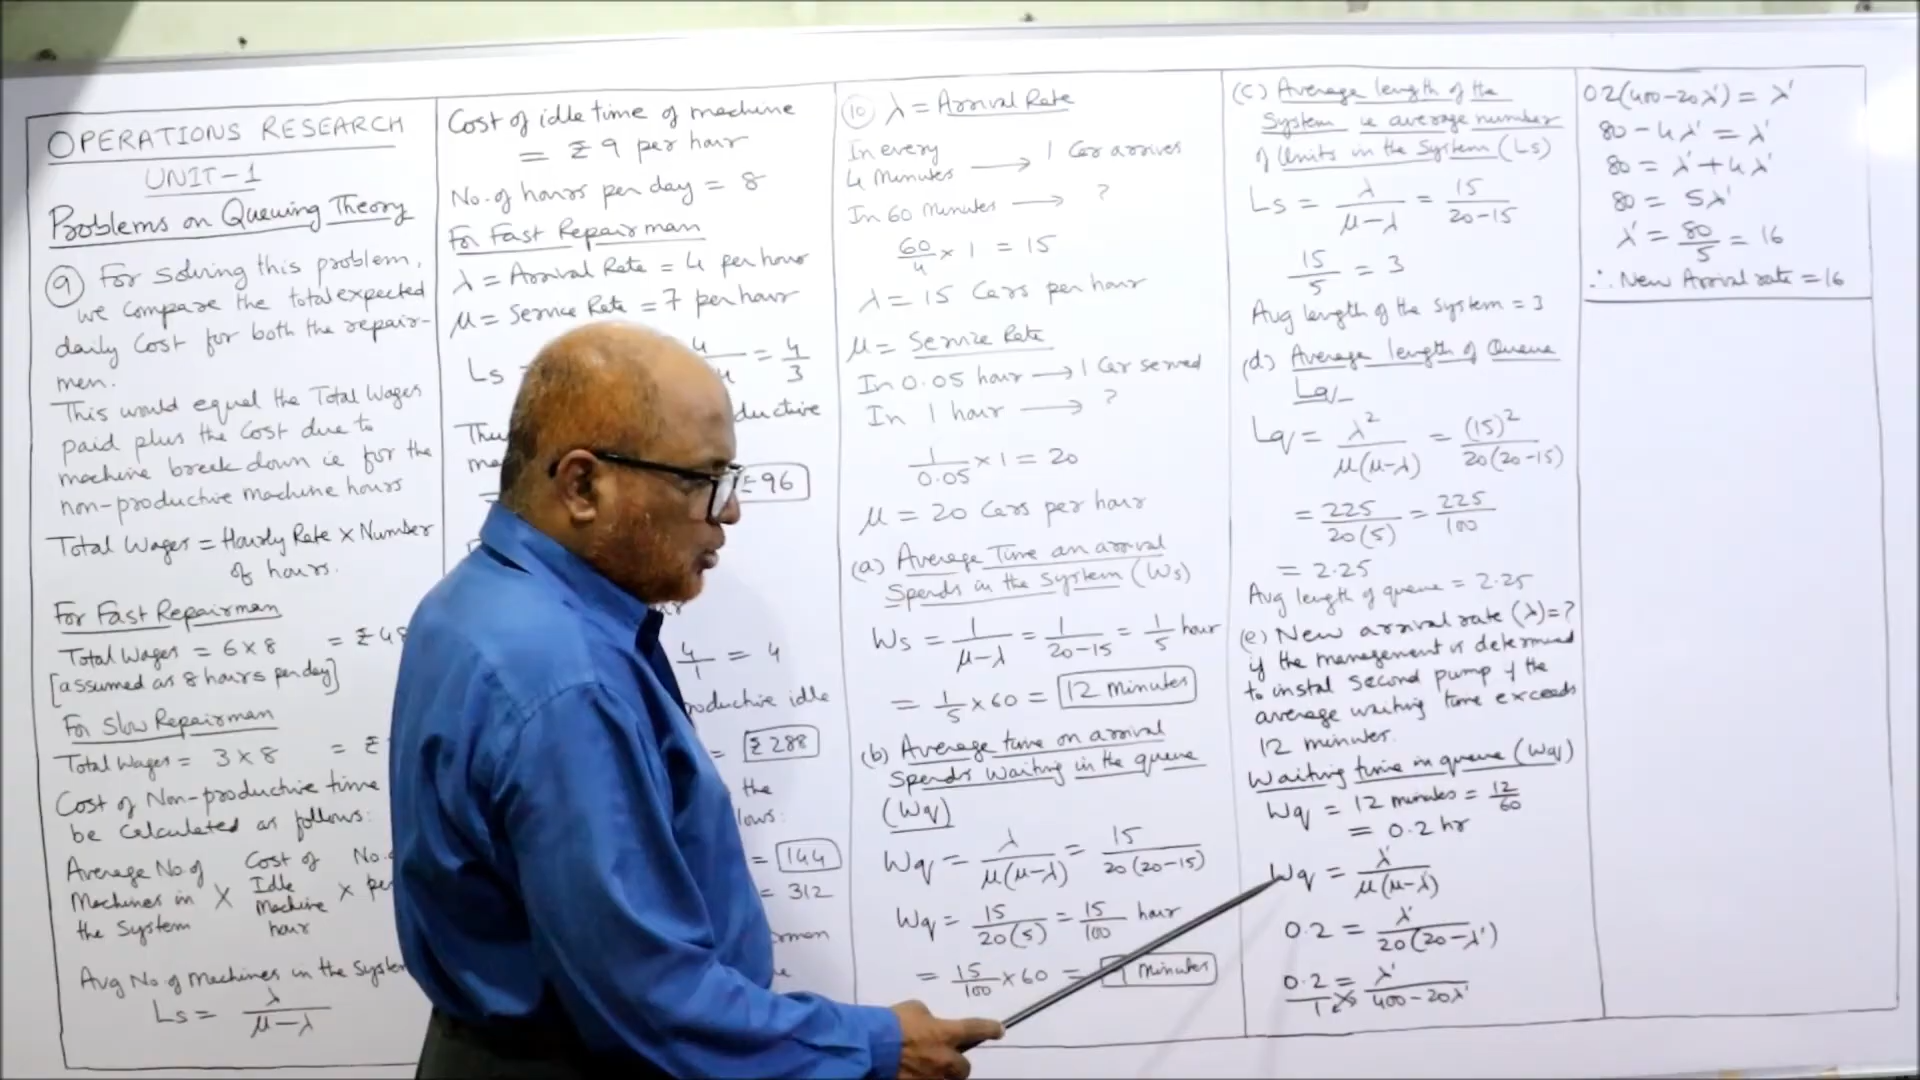 OPERATIONS RESEARCH
UNIT-1
Problems on Queuing Theory
(9) For solving this problem,
we compare the total expected
daily cost for both the repair-
men.
This would equal the Total Wages
paid plus the cost due to
machine break down ie for the
non-productive machine hours
Total Wages = Hourly Rate × Number
of hours.
For Fast Repairman
Total Wages = 6 × 8 = ₹ 48
[assumed as 8 hours per day]
For Slow Repairman
Total Wages = 3 × 8 = ₹
Cost of Non-productive time
be calculated as follows:
Average No. of Machines in the System × Cost of Idle Machine hour ×
Avg No of Machines in the System
Ls = λ/(μ-λ)
Cost of idle time of machine
= ₹ 9 per hour
No. of hours per day = 8
For Fast Repairman
λ = Arrival Rate = 4 per hour
μ = Service Rate = 7 per hour
Ls = 4/3
ductive
₹96
4/1 = 4
productive idle
= ₹288
the
lows:
= 144
= 312
(10) λ = Arrival Rate
In every
4 Minutes → 1 Car arrives
In 60 Minutes → ?
60/4 × 1 = 15
λ = 15 Cars per hour
μ = Service Rate
In 0.05 hour → 1 Car served
In 1 hour → ?
1/0.05 × 1 = 20
μ = 20 Cars per hour
(a) Average Time an arrival
Spends in the System (Ws)
Ws = 1/(μ-λ) = 1/(20-15) = 1/5 hour
= 1/5 × 60 = 12 minutes
(b) Average time an arrival
Spends waiting in the queue
(Wq)
Wq = λ/(μ(μ-λ)) = 15/(20(20-15))
Wq = 15/(20(5)) = 15/100 hour
= 15/100 × 60 = 9 Minutes
(c) Average length of the
System ie average number
of Units in the System (Ls)
Ls = λ/(μ-λ) = 15/(20-15)
15/5 = 3
Avg length of the system = 3
(d) Average length of Queue
Lq
Lq = λ²/(μ(μ-λ)) = (15)²/(20(20-15))
= 225/(20(5)) = 225/100
= 2.25
Avg length of queue = 2.25
(e) New arrival rate (λ) = ?
if the management is determined
to instal second pump if the
average waiting time exceeds
12 minutes.
Waiting time in queue (Wq)
Wq = 12 minutes = 12/60
= 0.2 hr
Wq = λ'/(μ(μ-λ'))
0.2 = λ'/(20(20-λ'))
0.2/1 = λ'/(400-20λ')
02(400-20λ') = λ'
80 - 4λ' = λ'
80 = λ' + 4λ'
80 = 5λ'
λ' = 80/5 = 16
∴ New Arrival rate = 16